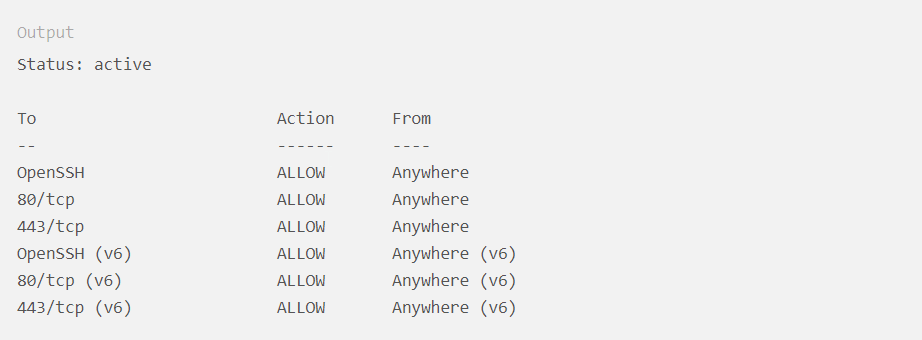 Output
Status: active
To                         Action      From
--                         ------      ----
OpenSSH                    ALLOW       Anywhere
80/tcp                     ALLOW       Anywhere
443/tcp                    ALLOW       Anywhere
OpenSSH (v6)               ALLOW       Anywhere (v6)
80/tcp (v6)                ALLOW       Anywhere (v6)
443/tcp (v6)               ALLOW       Anywhere (v6)